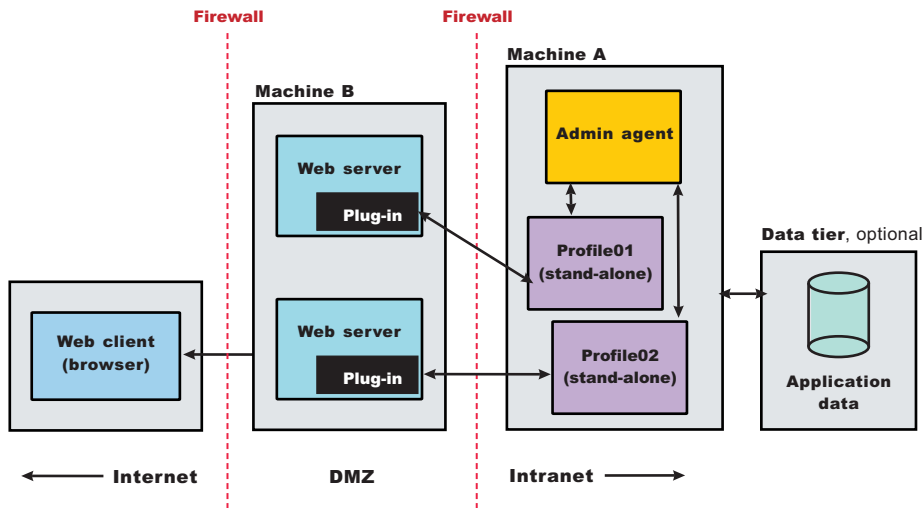 Firewall
Firewall
Machine A
Machine B
Admin agent
Web server
Plug-in
Profile01
(stand-alone)
Data tier, optional
Web server
Plug-in
Profile02
(stand-alone)
Web client
(browser)
Application
data
Internet
DMZ
Intranet